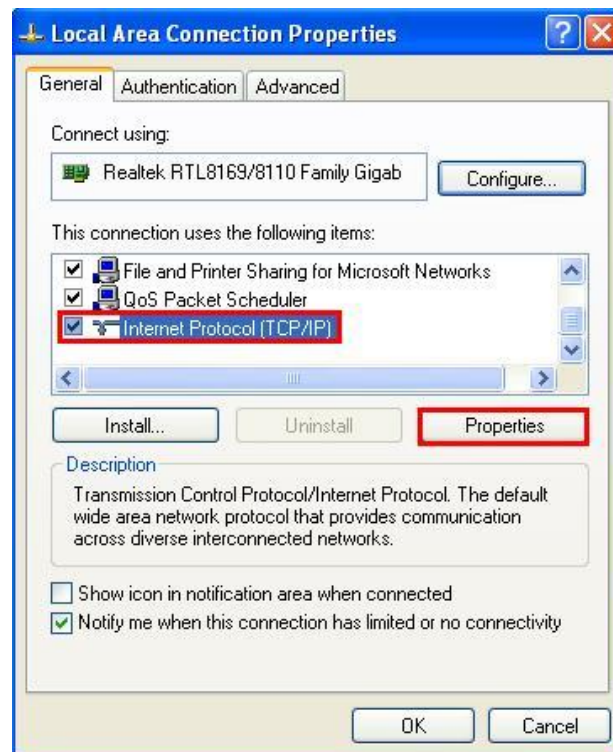 Local Area Connection Properties
General
Authentication
Advanced
Connect using:
Realtek RTL8169/8110 Family Gigab
Configure...
This connection uses the following items:
File and Printer Sharing for Microsoft Networks
QoS Packet Scheduler
Internet Protocol (TCP/IP)
Install...
Uninstall
Properties
Description
Transmission Control Protocol/Internet Protocol. The default
wide area network protocol that provides communication
across diverse interconnected networks.
Show icon in notification area when connected
Notify me when this connection has limited or no connectivity
OK
Cancel